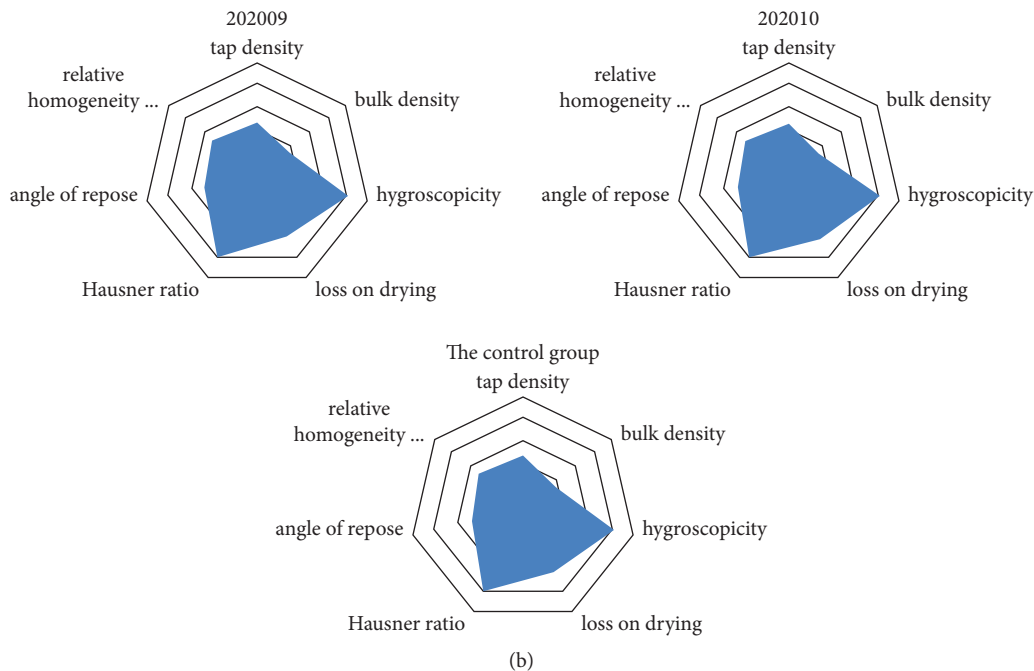 202009
tap density
relative
homogeneity ...
bulk density
angle of repose
hygroscopicity
Hausner ratio
loss on drying
202010
tap density
relative
homogeneity ...
bulk density
angle of repose
hygroscopicity
Hausner ratio
loss on drying
The control group
tap density
relative
homogeneity ...
bulk density
angle of repose
hygroscopicity
Hausner ratio
loss on drying
(b)